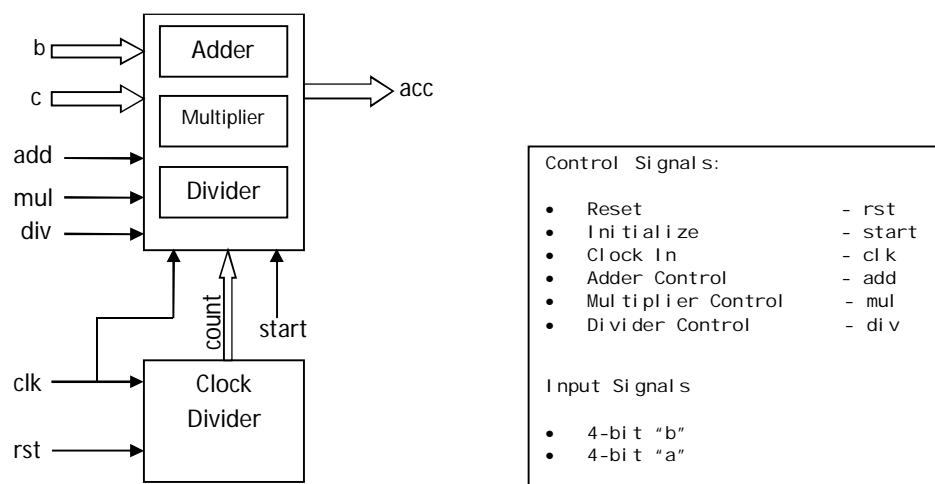 b
c
add
mul
div
Adder
Multiplier
Divider
acc
count
start
clk
rst
Clock
Divider
Control Signals:
• Reset - rst
• Initialize - start
• Clock In - clk
• Adder Control - add
• Multiplier Control - mul
• Divider Control - div
Input Signals
• 4-bit “b”
• 4-bit “a”